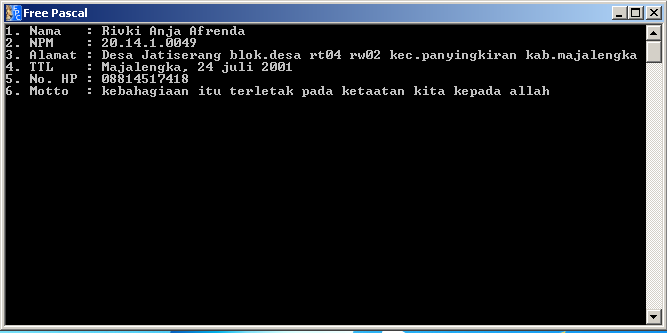 Free Pascal
1. Nama   : Rivki Anja Afrenda
2. NPM    : 20.14.1.0049
3. Alamat : Desa Jatiserang blok.desa rt04 rw02 kec.panyingkiran kab.majalengka
4. TTL    : Majalengka, 24 juli 2001
5. No. HP : 08814517418
6. Motto  : kebahagiaan itu terletak pada ketaatan kita kepada allah